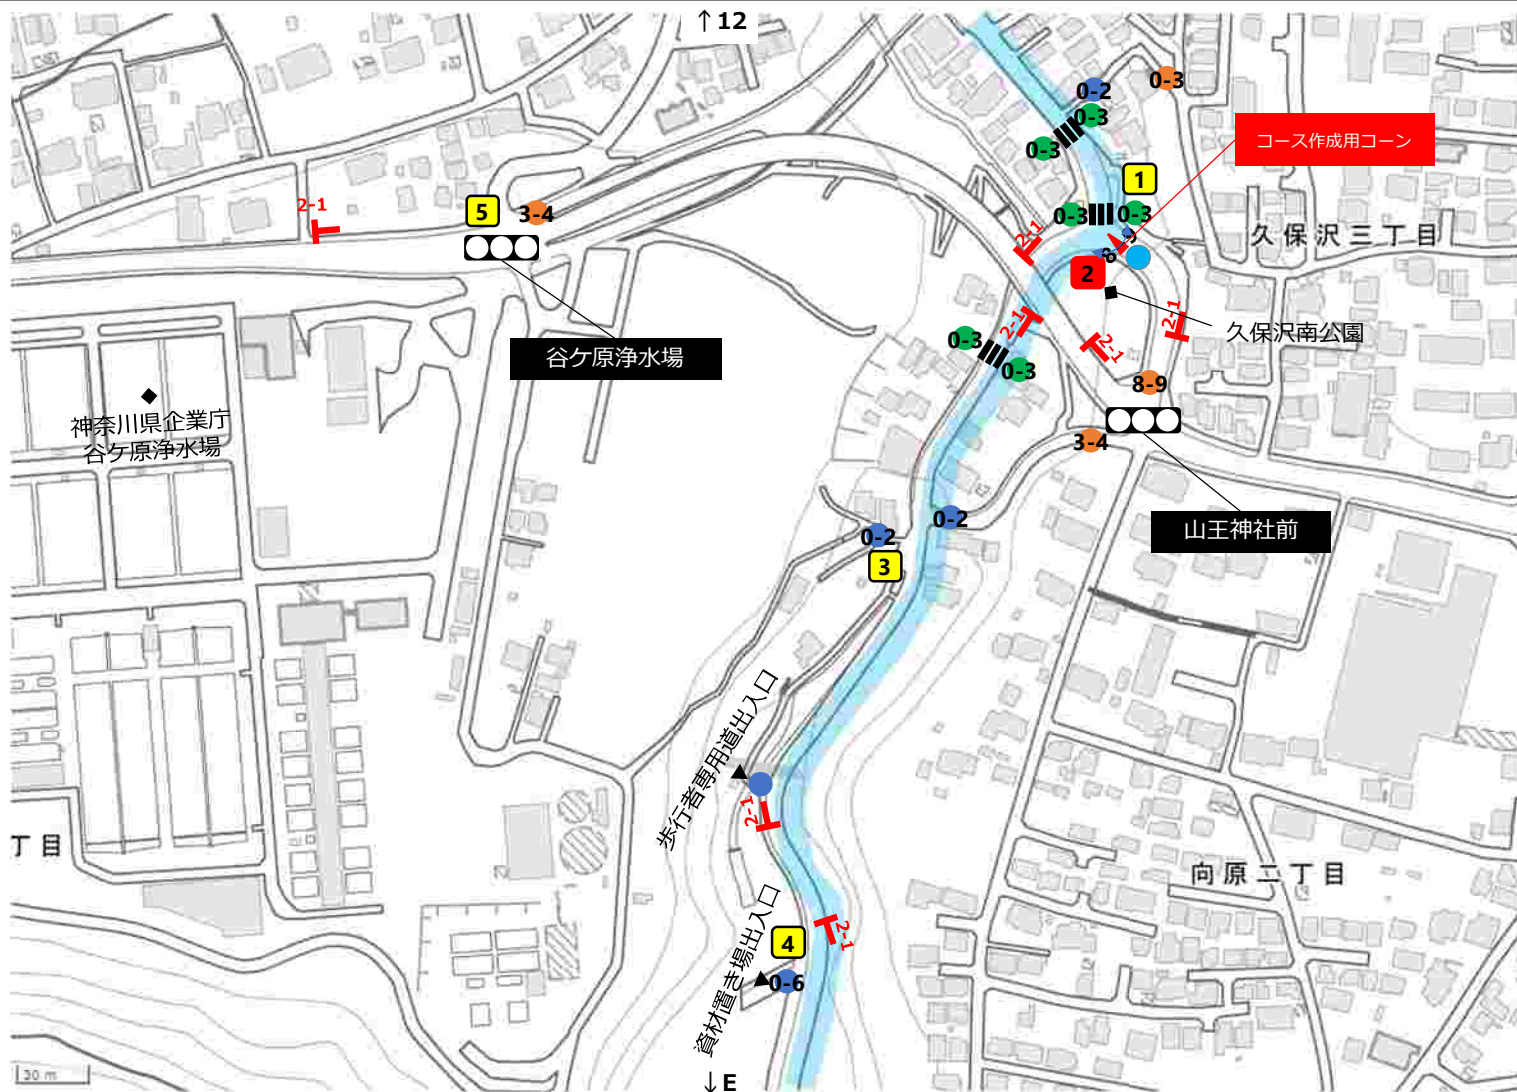 ↑12
0-2
0-3
0-3
0-3
コース作成用コーン
1
2-1
5
3-4
0-3
0-3
2-1
久保沢三丁目
8
2
2-1
2-1
久保沢南公園
0-3
2-1
谷ケ原浄水場
0-3
8-9
神奈川県企業庁
谷ケ原浄水場
3-4
0-2
山王神社前
0-2
3
歩行者専用道出入口
2-1
丁目
向原二丁目
資材置き場出入口
4
2-1
0-6
30 m
↓E